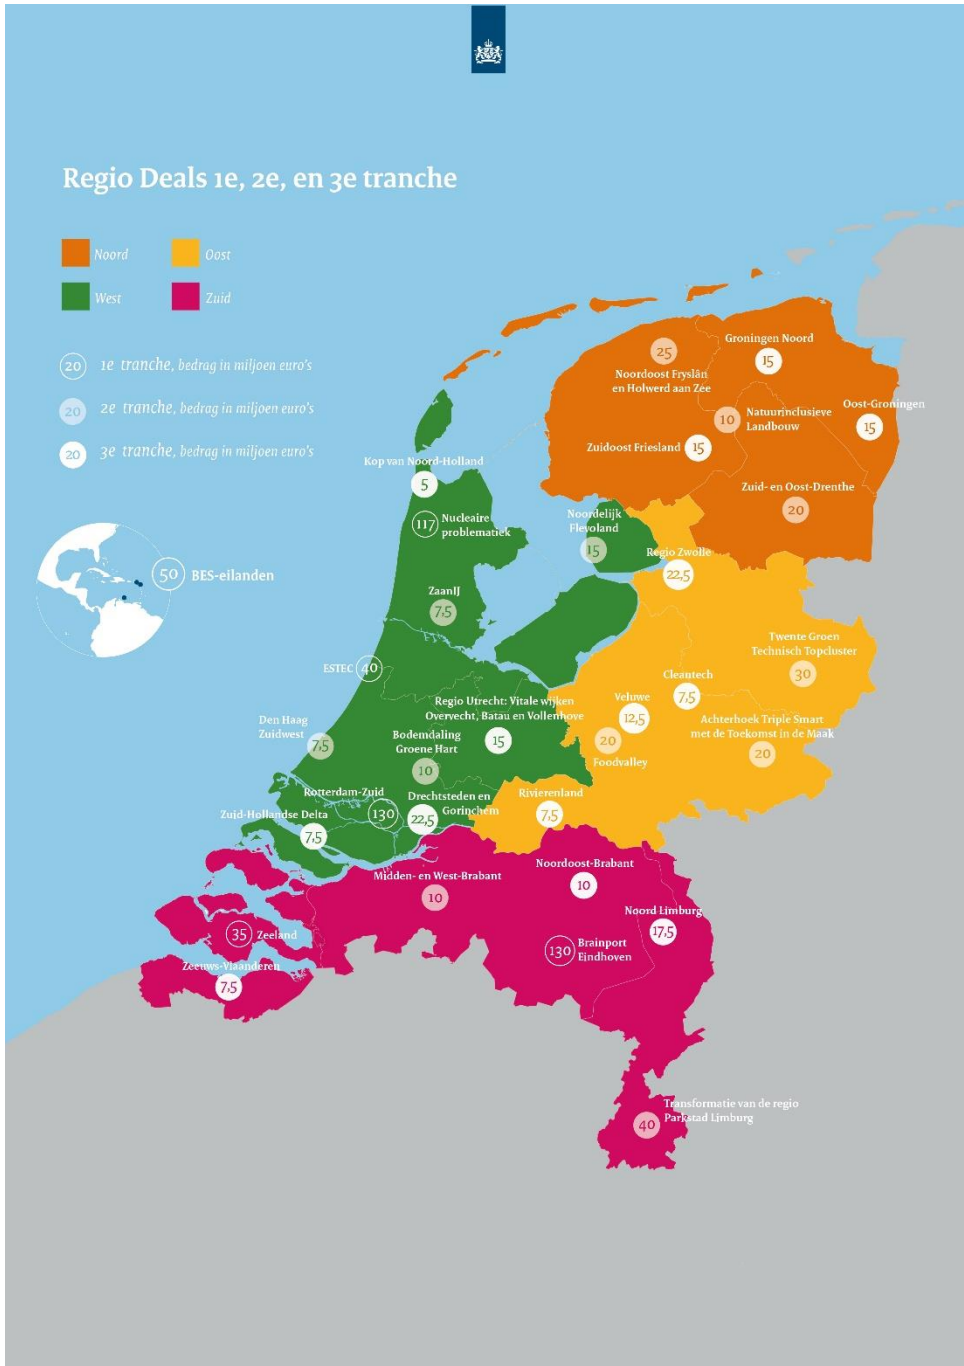 Regio Deals 1e, 2e, en 3e tranche
Noord
Oost
West
Zuid
20 1e tranche, bedrag in miljoen euro's
20 2e tranche, bedrag in miljoen euro's
20 3e tranche, bedrag in miljoen euro's
50 BES-eilanden
Groningen Noord
15
25
Noordoost Fryslân
en Holwerd aan Zee
10
Natuurinclusieve
Landbouw
Oost-Groningen
15
Zuidoost Friesland
15
Zuid- en Oost-Drenthe
20
Kop van Noord-Holland
5
117
Nucleaire
problematiek
Noordelijk
Flevoland
15
Regio Zwolle
22,5
ZaanIJ
7,5
Twente Groen
Technisch Topcluster
30
ESTEC 40
Cleantech
7,5
Veluwe
12,5
Regio Utrecht: Vitale wijken
Overvecht, Batau en Vollenhove
15
Den Haag
Zuidwest
7,5
Bodemdaling
Groene Hart
10
20
Foodvalley
Achterhoek Triple Smart
met de Toekomst in de Maak
20
Rotterdam-Zuid
130
Drechtsteden en
Gorinchem
22,5
Rivierenland
7,5
Zuid-Hollandse Delta
7,5
Midden- en West-Brabant
10
Noordoost-Brabant
10
Noord Limburg
17,5
35 Zeeland
130
Brainport
Eindhoven
Zeeuws-Vlaanderen
7,5
Transformatie van de regio
Parkstad Limburg
40